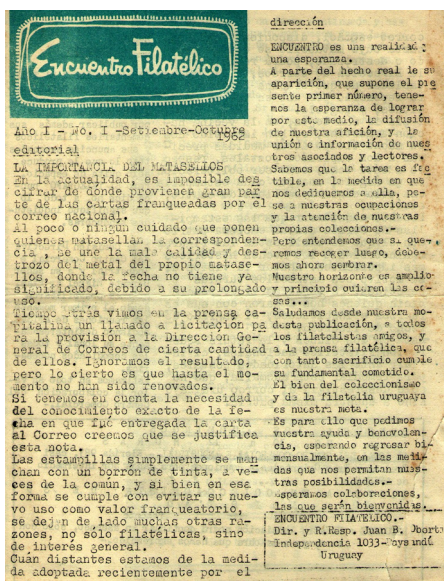 Encuentro Filatélico
Año I - No. I -Setiembre-Octubre
1962
editorial
LA IMPORTANCIA DEL MATASELLOS
En la actualidad, es imposible des
cifrar de donde provienen gran par
te de las cartas franqueadas por el
correo nacional.
Al poco o ningún cuidado que ponen
quienes matasellan la corresponden-
cia , se une la mala calidad y des-
trozo del metal del propio matase-
llos, donde la fecha no tiene ya
significado, debido a su prolongado
uso.
Tiempo atrás vimos en la prensa ca-
pitalina un llamado a licitación pa
ra la provisión a la Dirección Ge-
neral de Correos de cierta cantidad
de ellos. Ignoramos el resultado,
pero lo cierto es que hasta el mo-
mento no han sido renovados.
Si tenemos en cuenta la necesidad
del conocimiento exacto de la fe-
cha en que fué entregada la carta
al Correo creemos que se justifica
esta nota.
Las estampillas simplemente se man
chan con un borrón de tinta, a ve-
ces de la común, y si bien en esa
forma se cumple con evitar su nue-
vo uso como valor franqueatorio,
se dejan de lado muchas otras ra-
zones, no sólo filatélicas, sino
de interés general.
Cuán distantes estamos de la medi-
da adoptada recientemente por el
dirección
ENCUENTRO es una realidad y
una esperanza.
A parte del hecho real de su
aparición, que supone el pre
sente primer número, tene-
mos la esperanza de lograr
por este medio, la difusión
de nuestra afición, y la
unión e información de nues
tros asociados y lectores.
Sabemos que la tarea es fac
tible, en la medida en que
nos dediquemos a ella, pe-
se a nuestras ocupaciones
y la atención de nuestras
propias colecciones.-
Pero entendemos que si que-
remos recoger luego, debe-
mos ahora sembrar.
Nuestro horizonte es amplio
y principio quieren las co-
sas...
Saludamos desde nuestra mo-
desta publicación, a todos
los filatelistas amigos, y
a la prensa filatélica, que
con tanto sacrificio cumple
su fundamental cometido.
El bien del coleccionismo
y de la filatelia uruguaya
es nuestra meta.
Es para ello que pedimos
vuestra ayuda y benevolen-
cia, esperando regresar bi-
mensualmente, en las medi-
das que nos permitan nues-
tras posibilidades.-
Esperamos colaboraciones,
las que serán bienvenidas.
ENCUENTRO FILATELICO.-
Dir. y R.Resp. Juan B. Oborto
Independencia 1033-Paysandú
Uruguay